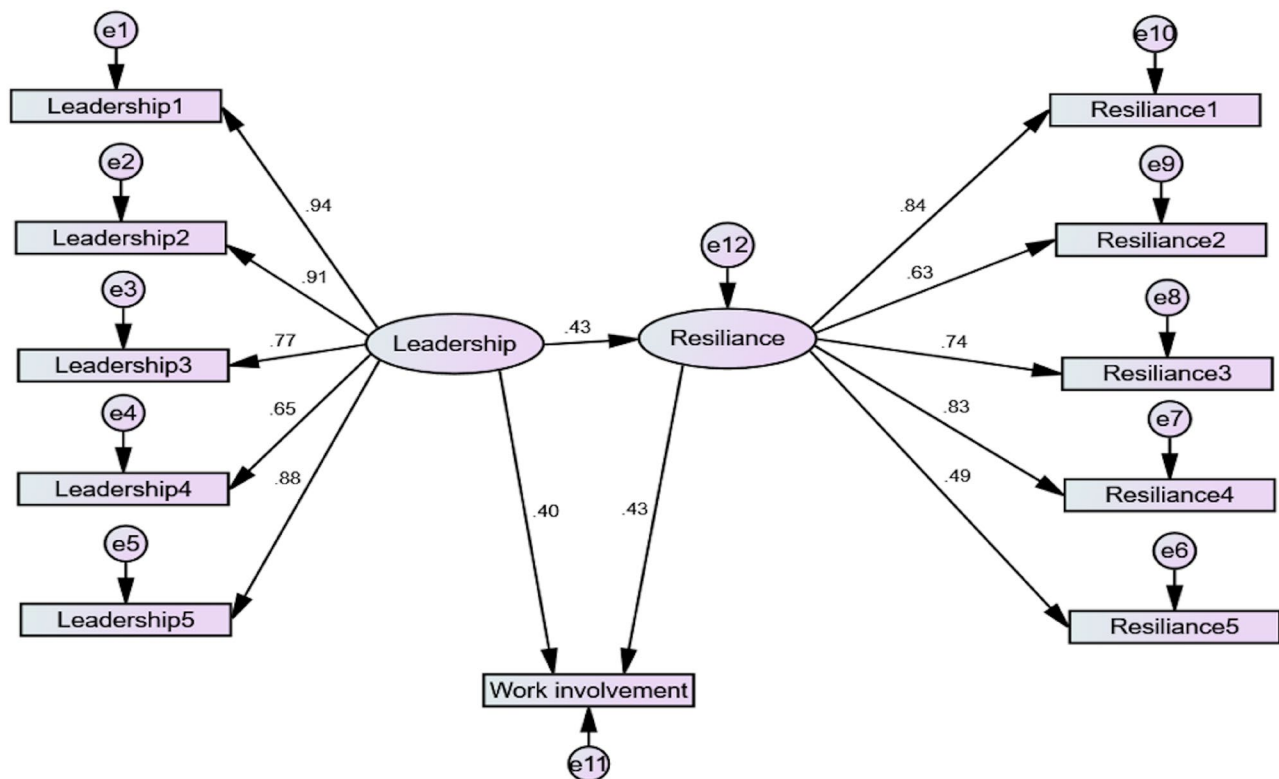 e1
Leadership1
e2
Leadership2
e3
Leadership3
e4
Leadership4
e5
Leadership5
.94
.91
.77
.65
.88
Leadership
.43
e12
Resiliance
.40
.43
Work involvement
e11
.84
.63
.74
.83
.49
e10
Resiliance1
e9
Resiliance2
e8
Resiliance3
e7
Resiliance4
e6
Resiliance5